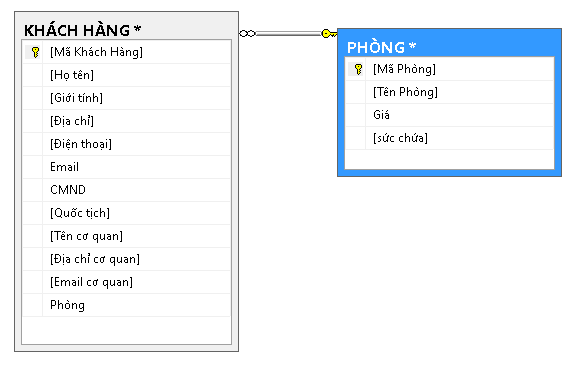 KHÁCH HÀNG *
[Mã Khách Hàng]
[Họ tên]
[Giới tính]
[Địa chỉ]
[Điện thoại]
Email
CMND
[Quốc tịch]
[Tên cơ quan]
[Địa chỉ cơ quan]
[Email cơ quan]
Phòng
PHÒNG *
[Mã Phòng]
[Tên Phòng]
Giá
[sức chứa]